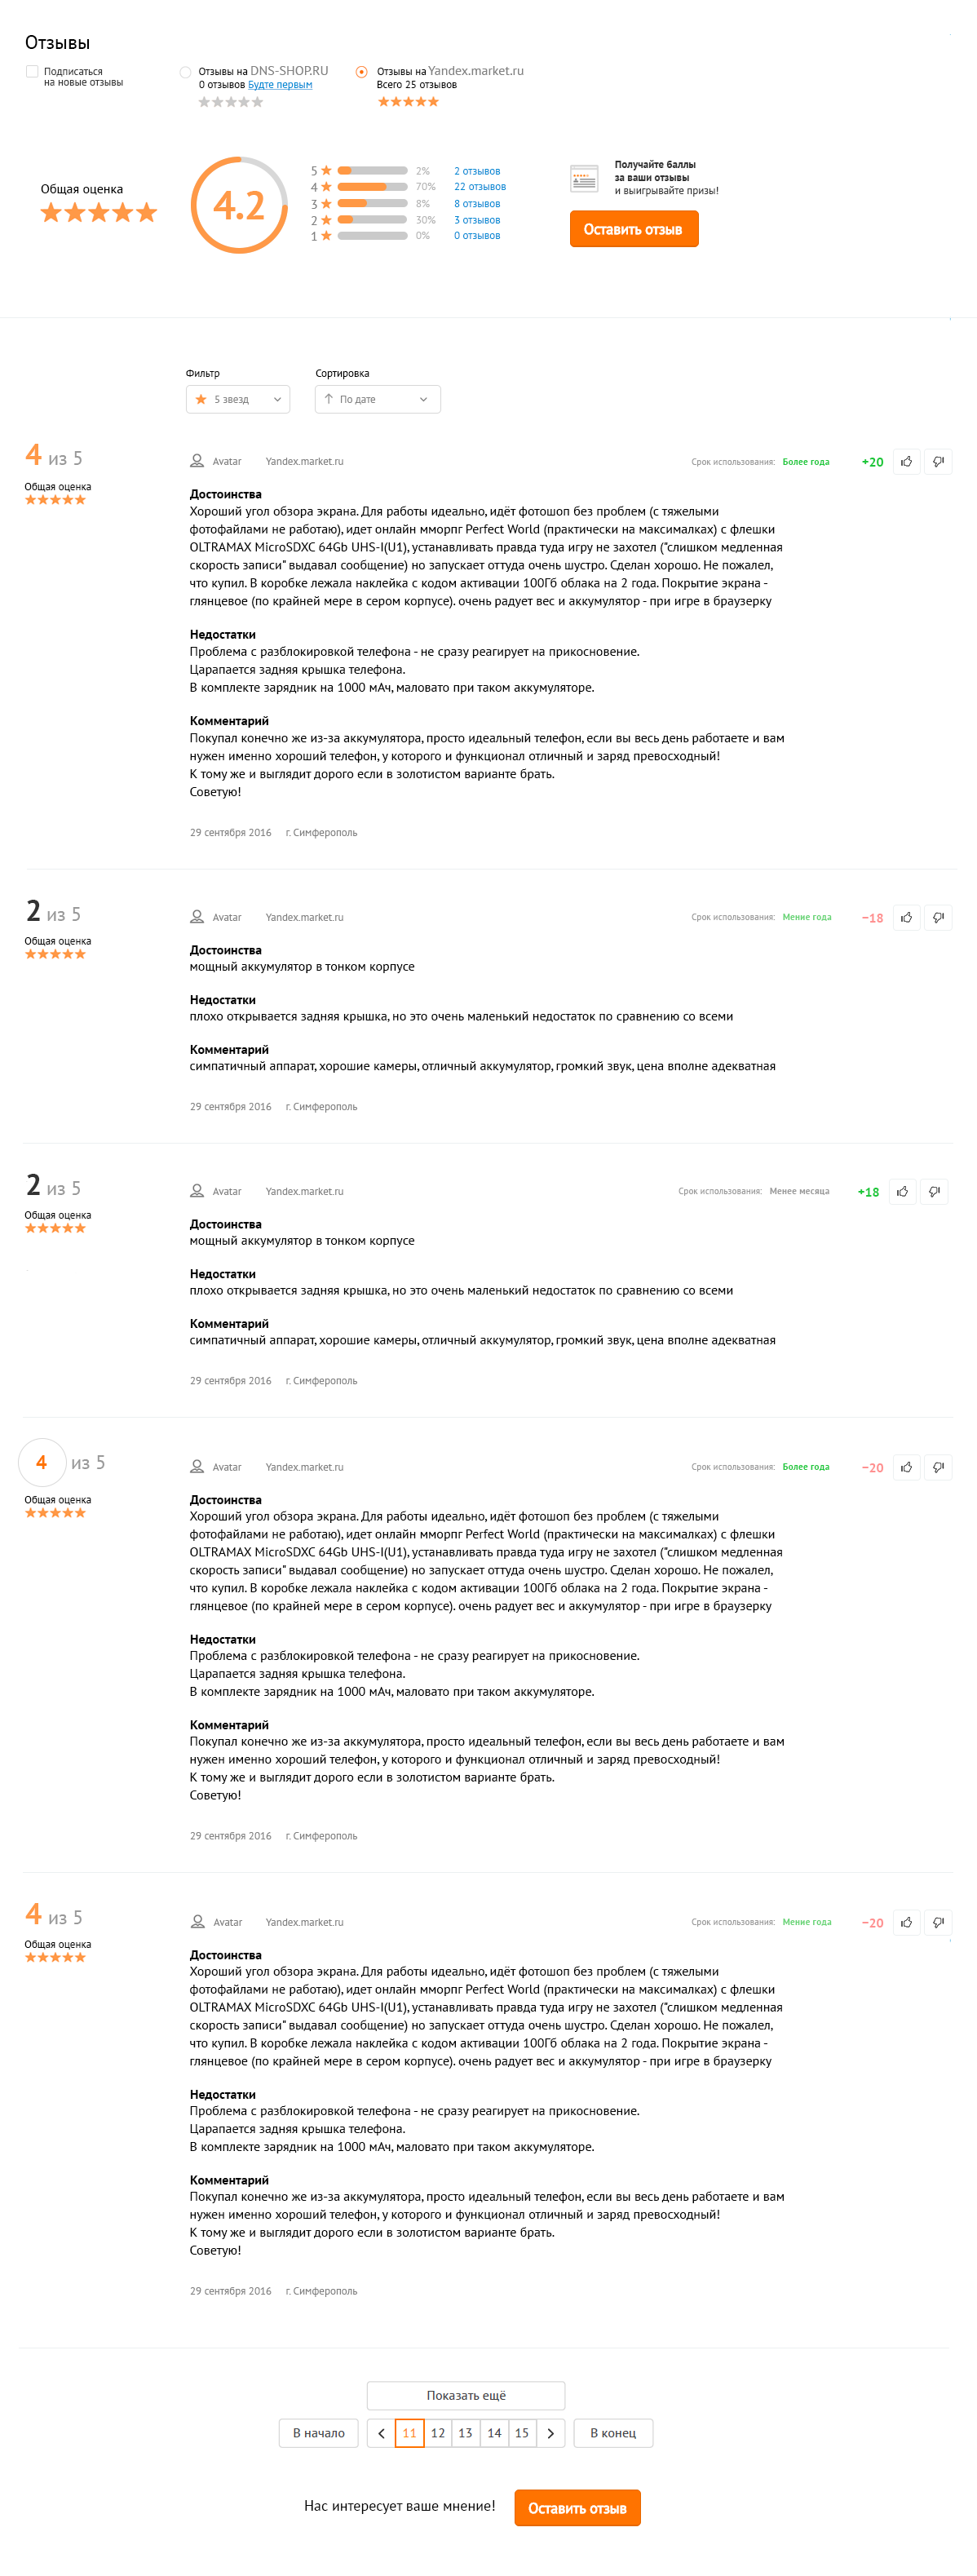 Отзывы
Подписаться
на новые отзывы
Отзывы на DNS-SHOP.RU
0 отзывов Будте первым
Отзывы на Yandex.market.ru
Всего 25 отзывов
Общая оценка
4.2
5 2% 2 отзывов
4 70% 22 отзывов
3 8% 8 отзывов
2 30% 3 отзывов
1 0% 0 отзывов
Получайте баллы
за ваши отзывы
и выигрывайте призы!
Оставить отзыв
Фильтр
5 звезд
Сортировка
По дате
4 из 5
Общая оценка
Avatar Yandex.market.ru
Срок использования: Более года +20
Достоинства
Хороший угол обзора экрана. Для работы идеально, идёт фотошоп без проблем (с тяжелыми
фотофайлами не работаю), идет онлайн мморпг Perfect World (практически на максималках) с флешки
OLTRAMAX MicroSDXC 64Gb UHS-I(U1), устанавливать правда туда игру не захотел ("слишком медленная
скорость записи" выдавал сообщение) но запускает оттуда очень шустро. Сделан хорошо. Не пожалел,
что купил. В коробке лежала наклейка с кодом активации 100Гб облака на 2 года. Покрытие экрана -
глянцевое (по крайней мере в сером корпусе). очень радует вес и аккумулятор - при игре в браузерку
Недостатки
Проблема с разблокировкой телефона - не сразу реагирует на прикосновение.
Царапается задняя крышка телефона.
В комплекте зарядник на 1000 мАч, маловато при таком аккумуляторе.
Комментарий
Покупал конечно же из-за аккумулятора, просто идеальный телефон, если вы весь день работаете и вам
нужен именно хороший телефон, у которого и функционал отличный и заряд превосходный!
К тому же и выглядит дорого если в золотистом варианте брать.
Советую!
29 сентября 2016 г. Симферополь
2 из 5
Общая оценка
Avatar Yandex.market.ru
Срок использования: Мение года −18
Достоинства
мощный аккумулятор в тонком корпусе
Недостатки
плохо открывается задняя крышка, но это очень маленький недостаток по сравнению со всеми
Комментарий
симпатичный аппарат, хорошие камеры, отличный аккумулятор, громкий звук, цена вполне адекватная
29 сентября 2016 г. Симферополь
2 из 5
Общая оценка
Avatar Yandex.market.ru
Срок использования: Менее месяца +18
Достоинства
мощный аккумулятор в тонком корпусе
Недостатки
плохо открывается задняя крышка, но это очень маленький недостаток по сравнению со всеми
Комментарий
симпатичный аппарат, хорошие камеры, отличный аккумулятор, громкий звук, цена вполне адекватная
29 сентября 2016 г. Симферополь
4 из 5
Общая оценка
Avatar Yandex.market.ru
Срок использования: Более года −20
Достоинства
Хороший угол обзора экрана. Для работы идеально, идёт фотошоп без проблем (с тяжелыми
фотофайлами не работаю), идет онлайн мморпг Perfect World (практически на максималках) с флешки
OLTRAMAX MicroSDXC 64Gb UHS-I(U1), устанавливать правда туда игру не захотел ("слишком медленная
скорость записи" выдавал сообщение) но запускает оттуда очень шустро. Сделан хорошо. Не пожалел,
что купил. В коробке лежала наклейка с кодом активации 100Гб облака на 2 года. Покрытие экрана -
глянцевое (по крайней мере в сером корпусе). очень радует вес и аккумулятор - при игре в браузерку
Недостатки
Проблема с разблокировкой телефона - не сразу реагирует на прикосновение.
Царапается задняя крышка телефона.
В комплекте зарядник на 1000 мАч, маловато при таком аккумуляторе.
Комментарий
Покупал конечно же из-за аккумулятора, просто идеальный телефон, если вы весь день работаете и вам
нужен именно хороший телефон, у которого и функционал отличный и заряд превосходный!
К тому же и выглядит дорого если в золотистом варианте брать.
Советую!
29 сентября 2016 г. Симферополь
4 из 5
Общая оценка
Avatar Yandex.market.ru
Срок использования: Мение года −20
Достоинства
Хороший угол обзора экрана. Для работы идеально, идёт фотошоп без проблем (с тяжелыми
фотофайлами не работаю), идет онлайн мморпг Perfect World (практически на максималках) с флешки
OLTRAMAX MicroSDXC 64Gb UHS-I(U1), устанавливать правда туда игру не захотел ("слишком медленная
скорость записи" выдавал сообщение) но запускает оттуда очень шустро. Сделан хорошо. Не пожалел,
что купил. В коробке лежала наклейка с кодом активации 100Гб облака на 2 года. Покрытие экрана -
глянцевое (по крайней мере в сером корпусе). очень радует вес и аккумулятор - при игре в браузерку
Недостатки
Проблема с разблокировкой телефона - не сразу реагирует на прикосновение.
Царапается задняя крышка телефона.
В комплекте зарядник на 1000 мАч, маловато при таком аккумуляторе.
Комментарий
Покупал конечно же из-за аккумулятора, просто идеальный телефон, если вы весь день работаете и вам
нужен именно хороший телефон, у которого и функционал отличный и заряд превосходный!
К тому же и выглядит дорого если в золотистом варианте брать.
Советую!
29 сентября 2016 г. Симферополь
Показать ещё
В начало 11 12 13 14 15 В конец
Нас интересует ваше мнение! Оставить отзыв